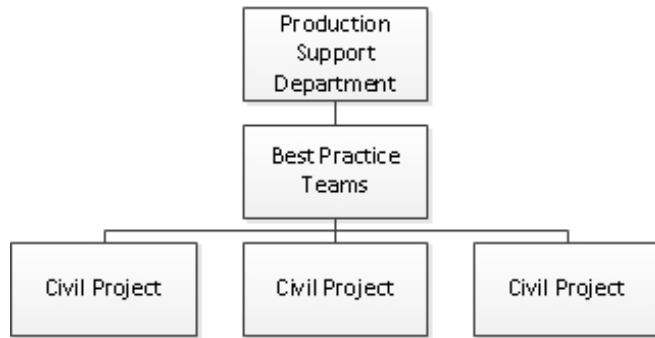 Production
Support
Department
Best Practice
Teams
Civil Project
Civil Project
Civil Project